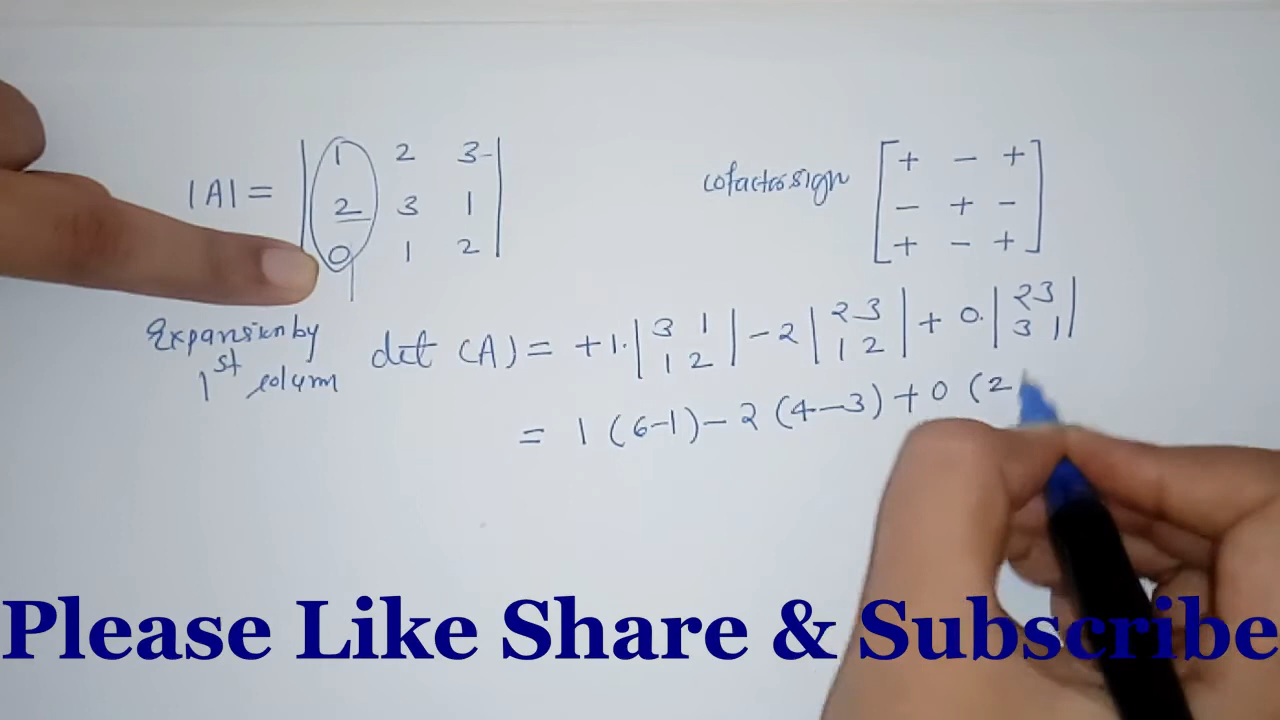 |A| = | 1 2 3 |
| 2 3 1 |
| 0 1 2 |
cofactor sign [ + − + ]
[ − + − ]
[ + − + ]
Expansion by
1st column
det (A) = +1. | 3 1 | − 2 | 2 3 | + 0. | 2 3 |
| 1 2 | | 1 2 | | 3 1 |
= 1 (6−1) − 2 (4−3) + 0 (2
Please Like Share & Subscribe